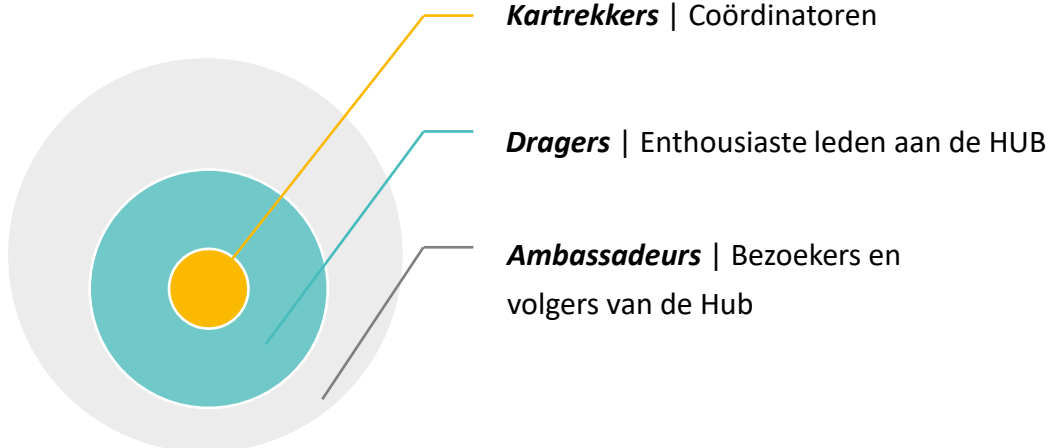 Kartrekkers | Coördinatoren
Dragers | Enthousiaste leden aan de HUB
Ambassadeurs | Bezoekers en
volgers van de Hub